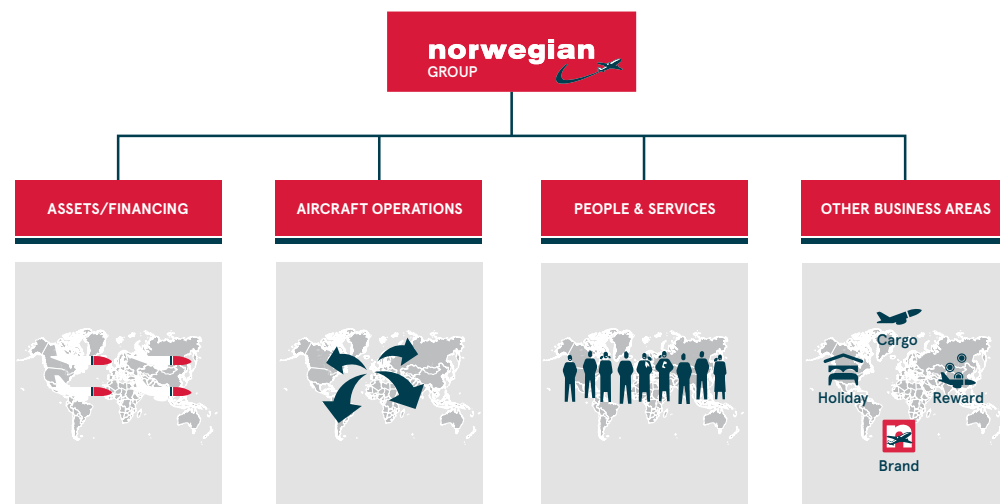 norwegian
GROUP
ASSETS/FINANCING
AIRCRAFT OPERATIONS
PEOPLE & SERVICES
OTHER BUSINESS AREAS
Cargo
Holiday
Reward
n
Brand